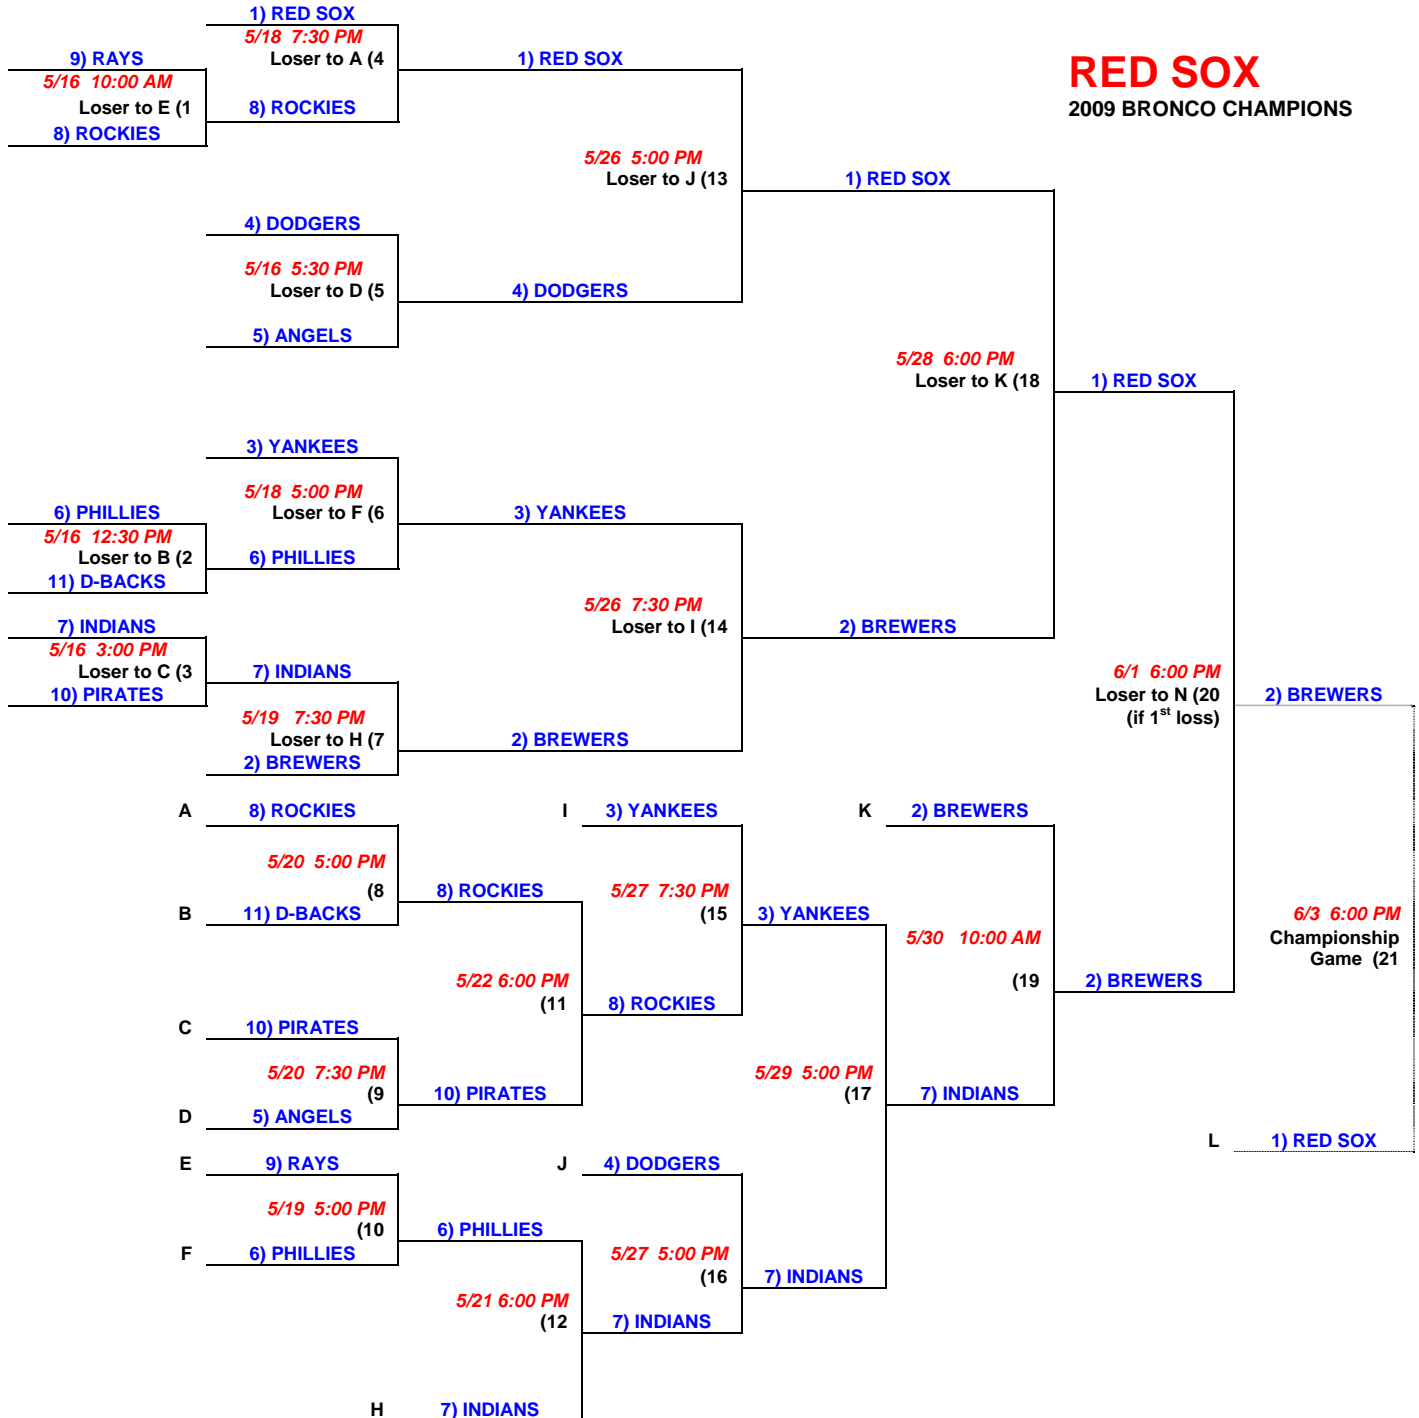 1) RED SOX
5/18 7:30 PM
Loser to A (4
9) RAYS
5/16 10:00 AM
Loser to E (1
8) ROCKIES
8) ROCKIES
1) RED SOX
RED SOX
2009 BRONCO CHAMPIONS
5/26 5:00 PM
Loser to J (13
1) RED SOX
4) DODGERS
5/16 5:30 PM
Loser to D (5
4) DODGERS
5) ANGELS
5/28 6:00 PM
Loser to K (18
1) RED SOX
3) YANKEES
5/18 5:00 PM
Loser to F (6
3) YANKEES
6) PHILLIES
5/16 12:30 PM
Loser to B (2
6) PHILLIES
11) D-BACKS
5/26 7:30 PM
Loser to I (14
2) BREWERS
7) INDIANS
5/16 3:00 PM
Loser to C (3
7) INDIANS
10) PIRATES
5/19 7:30 PM
Loser to H (7
2) BREWERS
2) BREWERS
6/1 6:00 PM
Loser to N (20
(if 1st loss)
2) BREWERS
A 8) ROCKIES
5/20 5:00 PM
(8
8) ROCKIES
B 11) D-BACKS
I 3) YANKEES
5/27 7:30 PM
(15
3) YANKEES
K 2) BREWERS
5/30 10:00 AM
(19
2) BREWERS
6/3 6:00 PM
Championship
Game (21
5/22 6:00 PM
(11
8) ROCKIES
C 10) PIRATES
5/20 7:30 PM
(9
10) PIRATES
D 5) ANGELS
5/29 5:00 PM
(17
7) INDIANS
L 1) RED SOX
E 9) RAYS
5/19 5:00 PM
(10
6) PHILLIES
F 6) PHILLIES
J 4) DODGERS
5/27 5:00 PM
(16
7) INDIANS
5/21 6:00 PM
(12
7) INDIANS
H 7) INDIANS